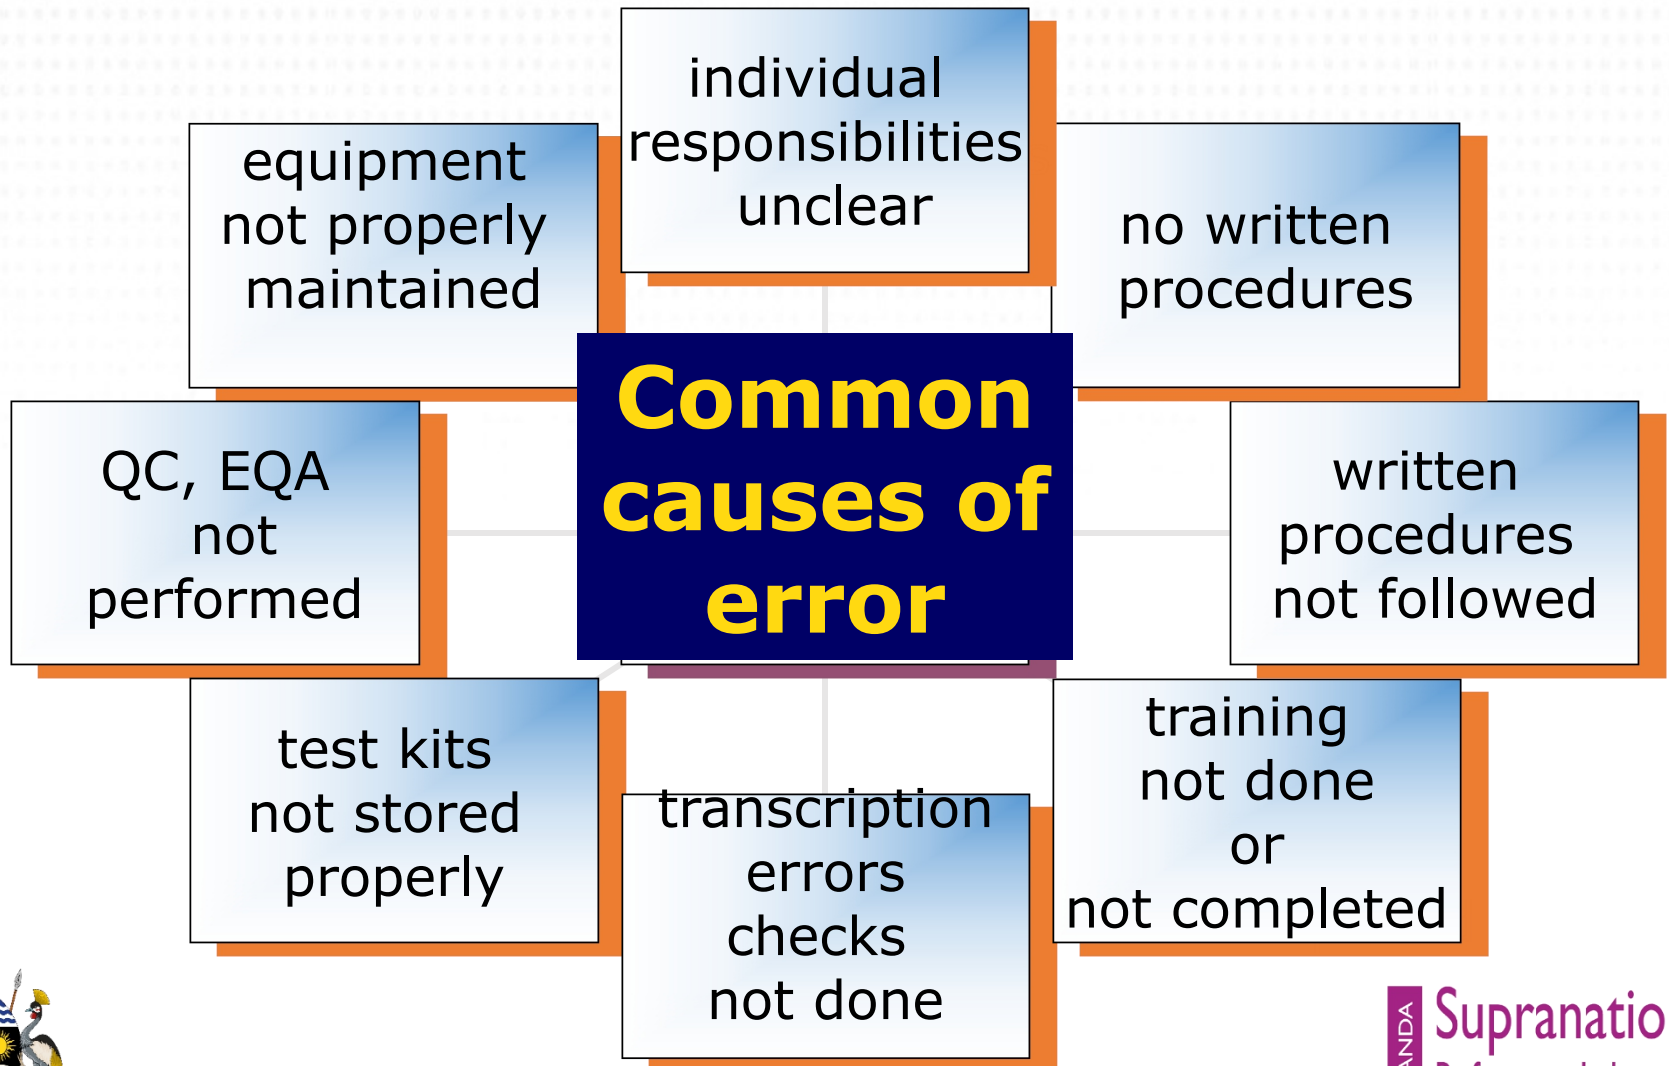 individual
responsibilities
unclear
equipment
not properly
maintained
no written
procedures
Common
causes of
error
QC, EQA
not
performed
written
procedures
not followed
test kits
not stored
properly
transcription
errors
checks
not done
training
not done
or
not completed
Supranatio